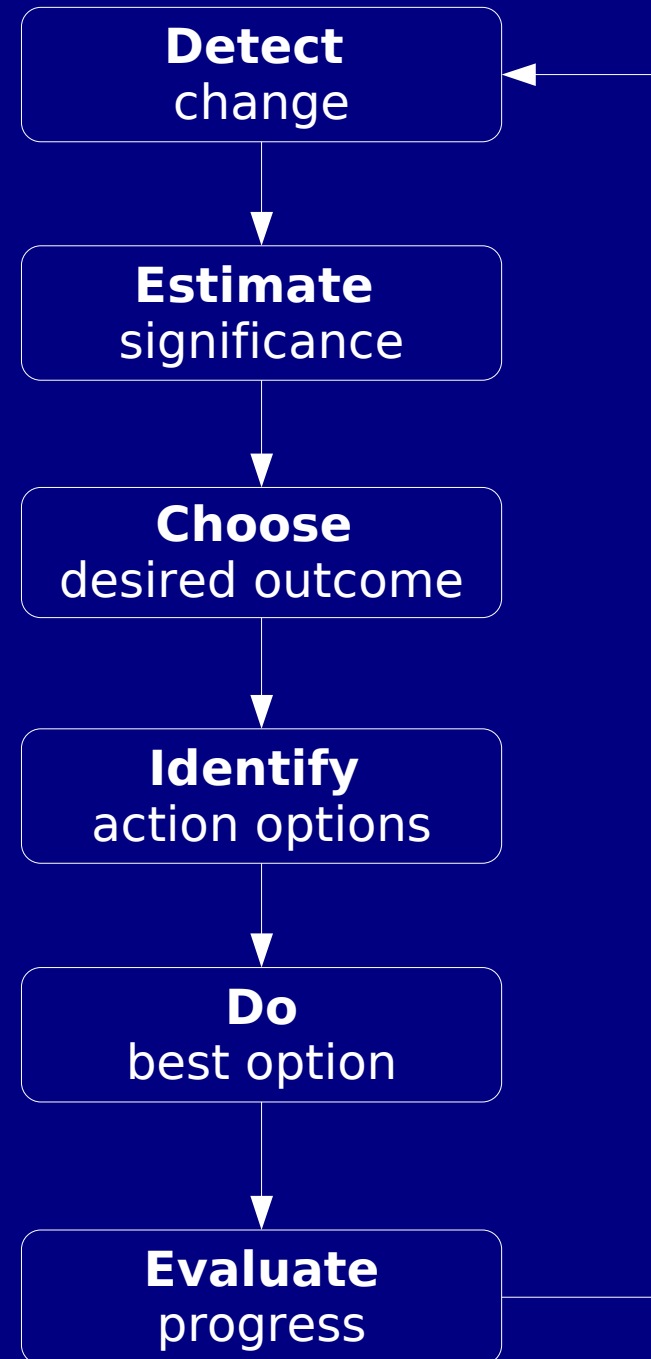 Detect
change
Estimate
significance
Choose
desired outcome
Identify
action options
Do
best option
Evaluate
progress